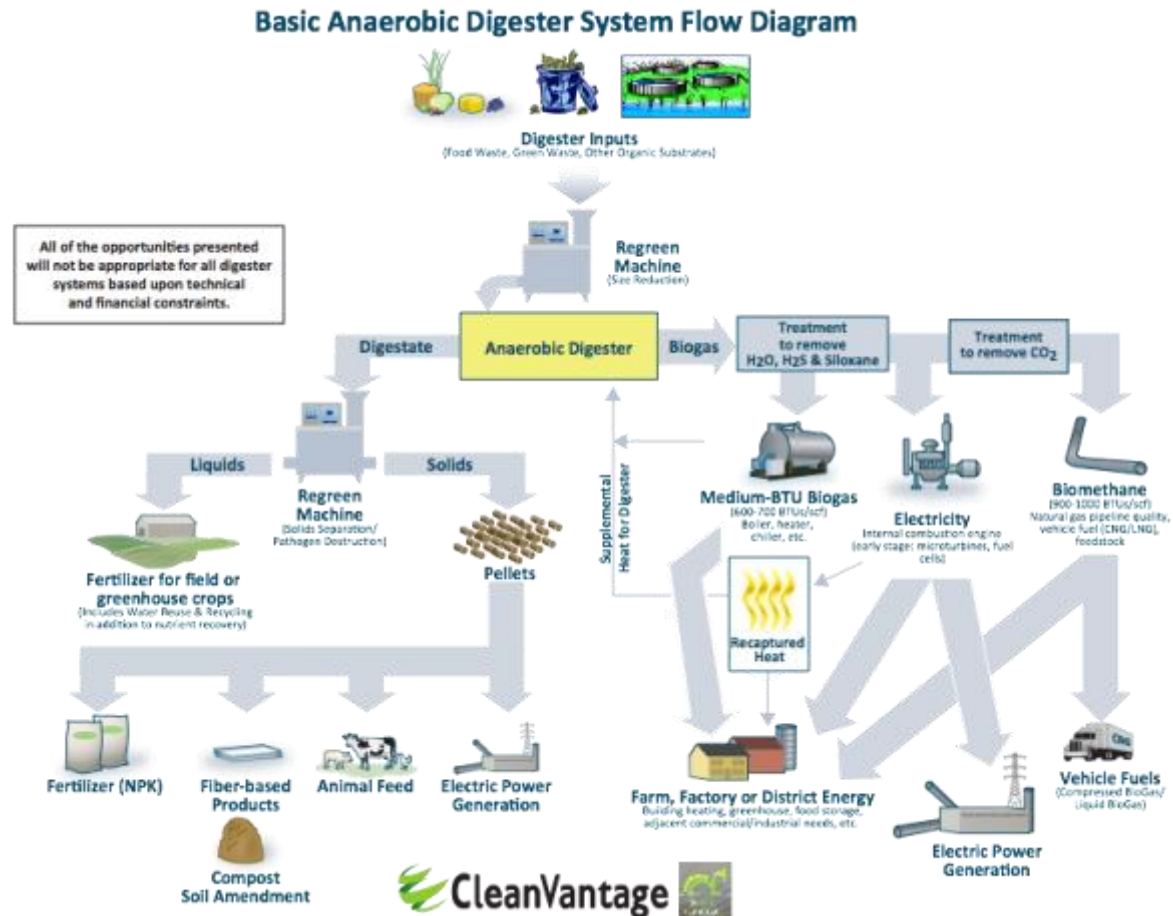 Basic Anaerobic Digester System Flow Diagram
Digester Inputs
(Food Waste, Green Waste, Other Organic Substrates)
All of the opportunities presented
will not be appropriate for all digester
systems based upon technical
and financial constraints.
Regreen
Machine
(Size Reduction)
Digestate
Anaerobic Digester
Biogas
Treatment
to remove
H2O, H2S & Siloxane
Treatment
to remove CO2
Liquids
Solids
Regreen
Machine
(Solids Separation/
Pathogen Destruction)
Fertilizer for field or
greenhouse crops
(Includes Water Reuse & Recycling
in addition to nutrient recovery)
Pellets
Supplemental
Heat for Digester
Medium-BTU Biogas
(600-700 BTUs/scf)
Boiler, heater,
chiller, etc.
Electricity
Internal combustion engine
(early stage: microturbines, fuel
cells)
Biomethane
(900-1000 BTUs/scf)
Natural gas pipeline quality,
vehicle fuel (CNG/LNG),
feedstock
Recaptured
Heat
Fertilizer (NPK)
Fiber-based
Products
Animal Feed
Electric Power
Generation
Compost
Soil Amendment
Farm, Factory or District Energy
Building heating, greenhouse, food storage,
adjacent commercial/industrial needs, etc.
Electric Power
Generation
CNG
Vehicle Fuels
(Compressed BioGas/
Liquid BioGas)
CleanVantage